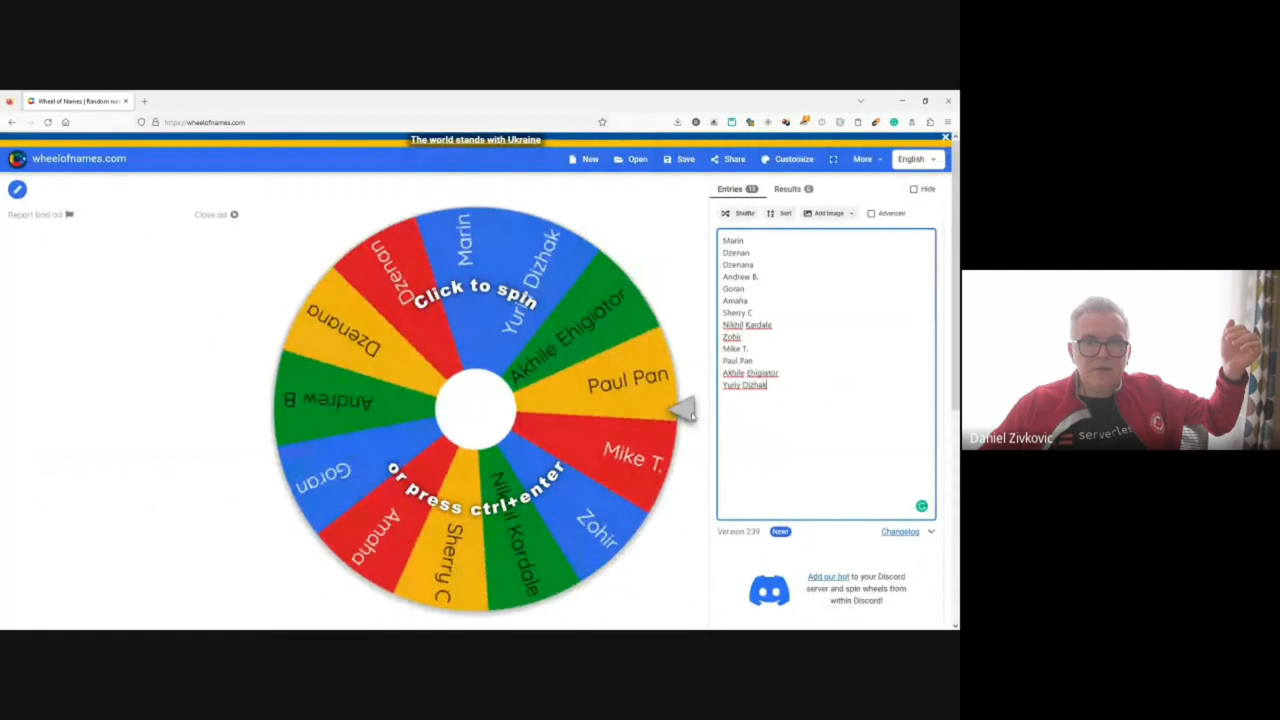 Wheel of Names | Random na
https://wheelofnames.com
The world stands with Ukraine
wheelofnames.com
New
Open
Save
Share
Customize
More
English
Report bad ad
Close ad
Entries 13
Results 0
Hide
Shuffle
Sort
Add image
Advanced
Marin
Dzenan
Dzenana
Andrew B.
Goran
Amaha
Sherry C
Nikhil Kardale
Zohir
Mike T.
Paul Pan
Akhile Ehigiator
Yuriy Dizhak
Click to spin
or press ctrl+enter
Marin
Yuriy Dizhak
Akhile Ehigiator
Paul Pan
Mike T.
Zohir
Nikhil Kardale
Sherry C
Amaha
Goran
Andrew B
Dzenana
Dzenan
Version 239
New!
Changelog
Add our bot to your Discord
server and spin wheels from
within Discord!
Daniel Zivkovic
serverles